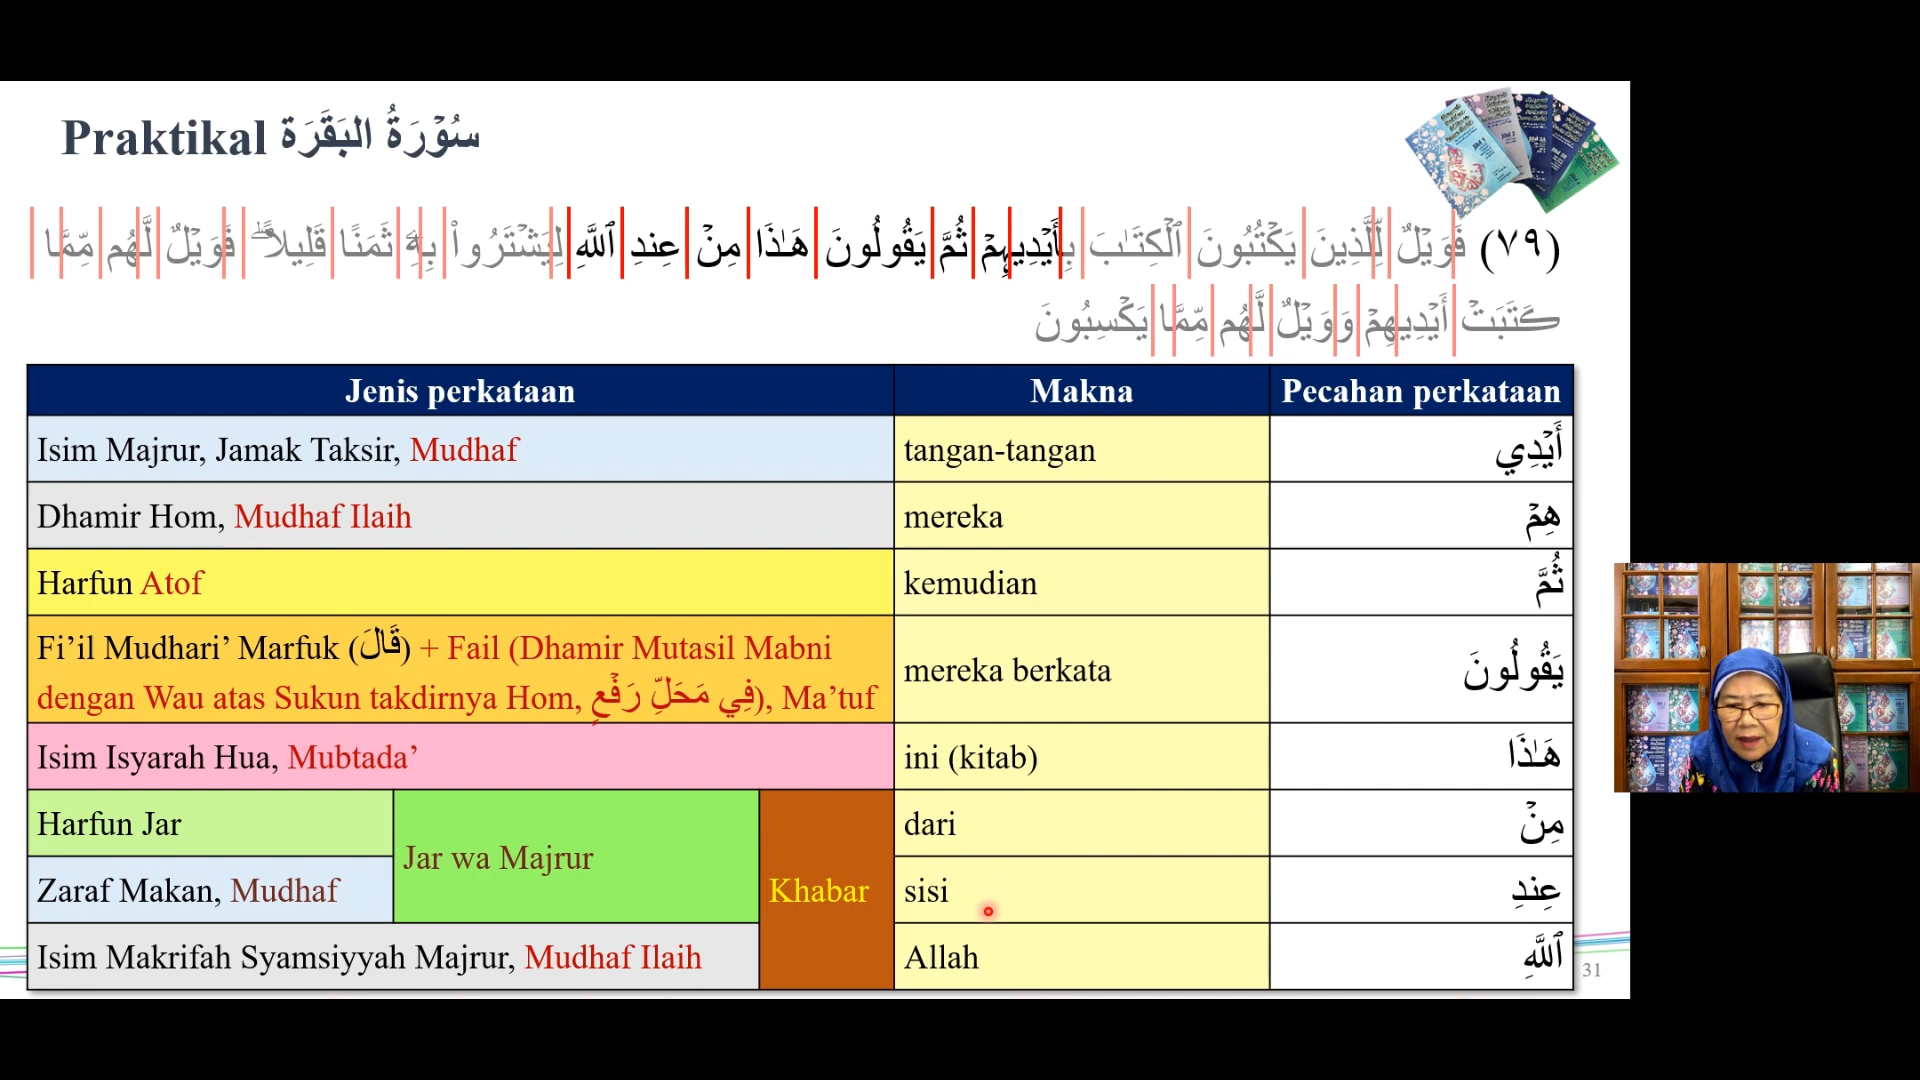 Praktikal سُوْرَةُ البَقَرَة
(٧٩) فَوَيْلٌ لِّلَّذِينَ يَكْتُبُونَ ٱلْكِتَـٰبَ بِأَيْدِيهِمْ ثُمَّ يَقُولُونَ هَـٰذَا مِنْ عِندِ ٱللَّهِ لِيَشْتَرُوا۟ بِهِۦ ثَمَنًا قَلِيلًا ۖ فَوَيْلٌ لَّهُم مِّمَّا
كَتَبَتْ أَيْدِيهِمْ وَوَيْلٌ لَّهُم مِّمَّا يَكْسِبُونَ
Jenis perkataan Makna Pecahan perkataan
Isim Majrur, Jamak Taksir, Mudhaf tangan-tangan أَيْدِي
Dhamir Hom, Mudhaf Ilaih mereka هِمْ
Harfun Atof kemudian ثُمَّ
Fi’il Mudhari’ Marfuk (قَالَ) + Fail (Dhamir Mutasil Mabni
dengan Wau atas Sukun takdirnya Hom, فِي مَحَلِّ رَفْعٍ), Ma’tuf mereka berkata يَقُولُونَ
Isim Isyarah Hua, Mubtada’ ini (kitab) هَـٰذَا
Harfun Jar dari مِنْ
Jar wa Majrur
Zaraf Makan, Mudhaf Khabar sisi عِندِ
Isim Makrifah Syamsiyyah Majrur, Mudhaf Ilaih Allah ٱللَّهِ
31